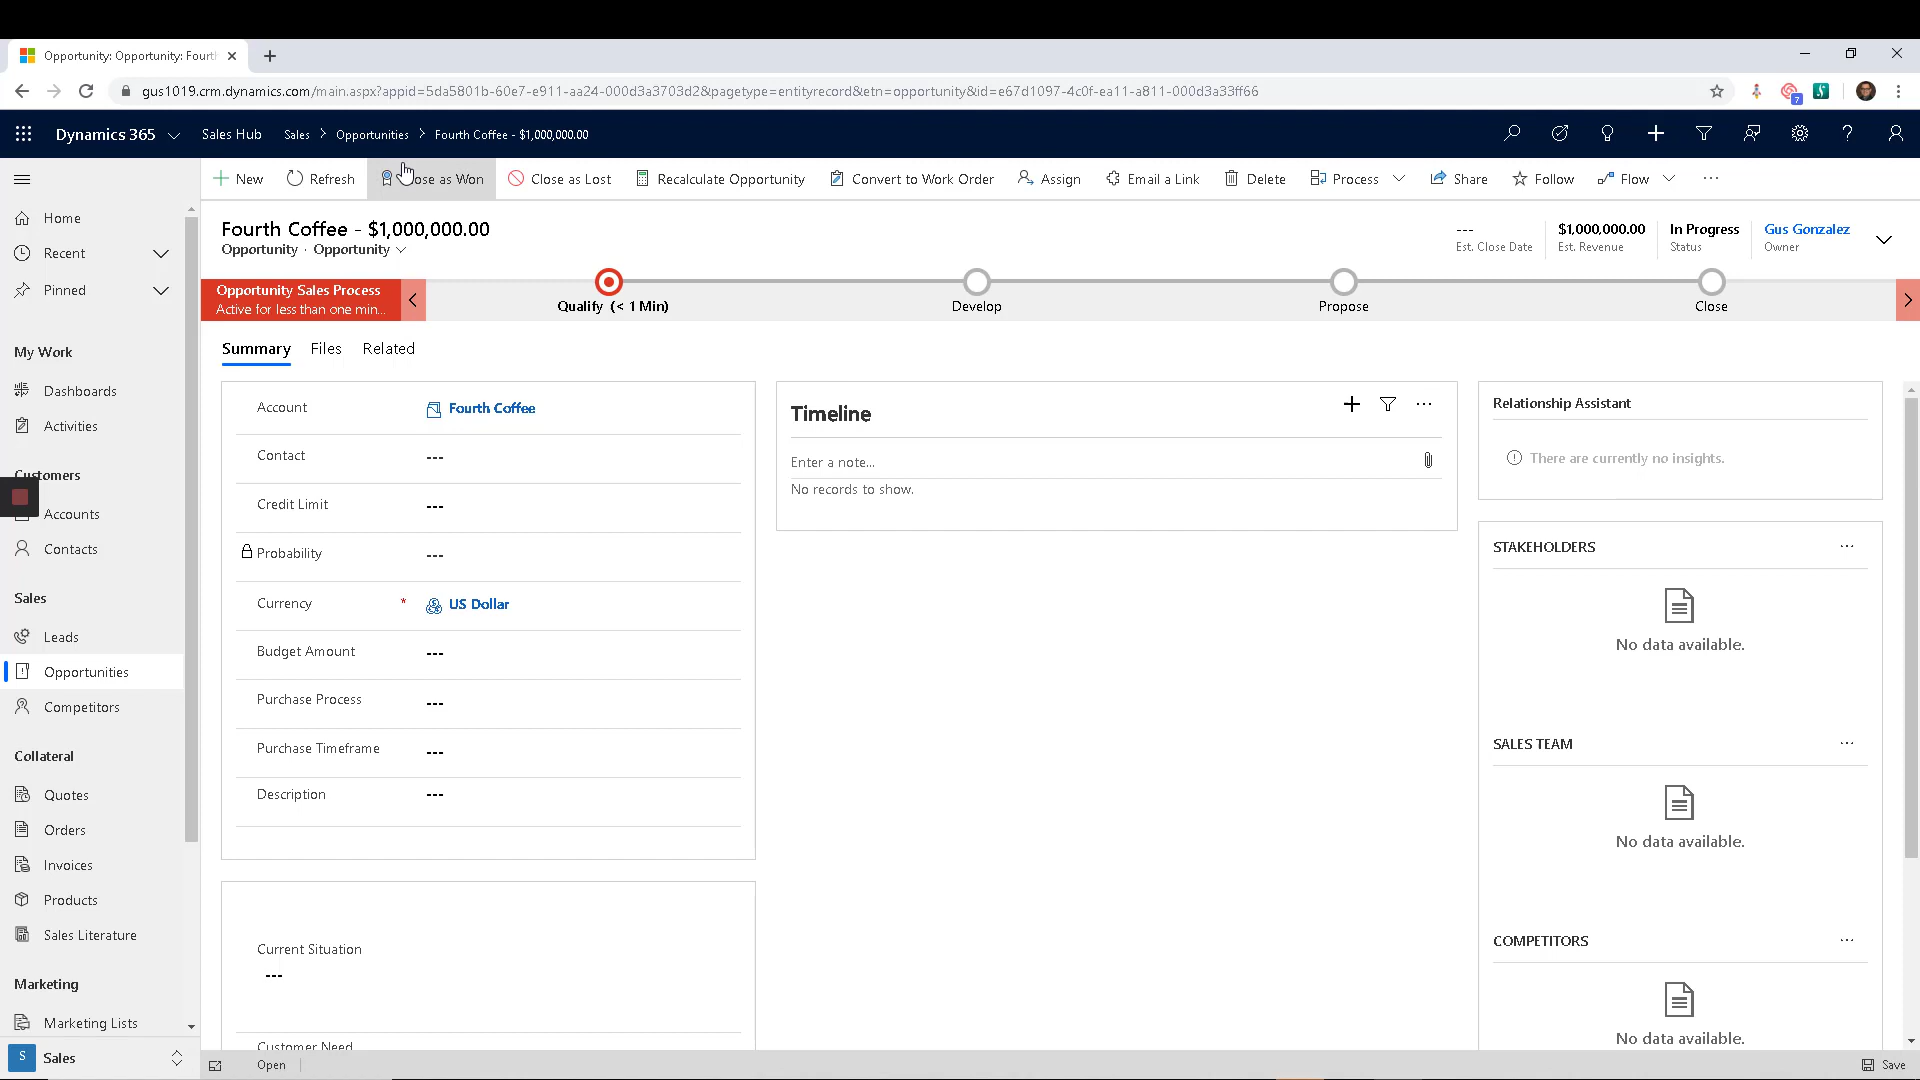 Opportunity: Opportunity: Fourth
gus1019.crm.dynamics.com/main.aspx?appid=5da5801b-60e7-e911-aa24-000d3a3703d2&pagetype=entityrecord&etn=opportunity&id=e67d1097-4c0f-ea11-a811-000d3a33ff66
7
Dynamics 365 Sales Hub Sales > Opportunities > Fourth Coffee - $1,000,000.00
New Refresh as Won Close as Lost Recalculate Opportunity Convert to Work Order Assign Email a Link Delete Process Share Follow Flow ...
Fourth Coffee - $1,000,000.00
Opportunity · Opportunity
--- $1,000,000.00 In Progress Gus Gonzalez
Est. Close Date Est. Revenue Status Owner
Opportunity Sales Process
Active for less than one min...
Qualify (< 1 Min) Develop Propose Close
Summary Files Related
Home
Recent
Pinned
My Work
Dashboards
Activities
Customers
Accounts
Contacts
Sales
Leads
Opportunities
Competitors
Collateral
Quotes
Orders
Invoices
Products
Sales Literature
Marketing
Marketing Lists
S Sales
Account Fourth Coffee
Contact ---
Credit Limit ---
Probability ---
Currency * US Dollar
Budget Amount ---
Purchase Process ---
Purchase Timeframe ---
Description ---
Current Situation
---
Customer Need
Timeline
Enter a note...
No records to show.
Relationship Assistant
There are currently no insights.
STAKEHOLDERS ...
No data available.
SALES TEAM ...
No data available.
COMPETITORS ...
No data available.
Open
Save